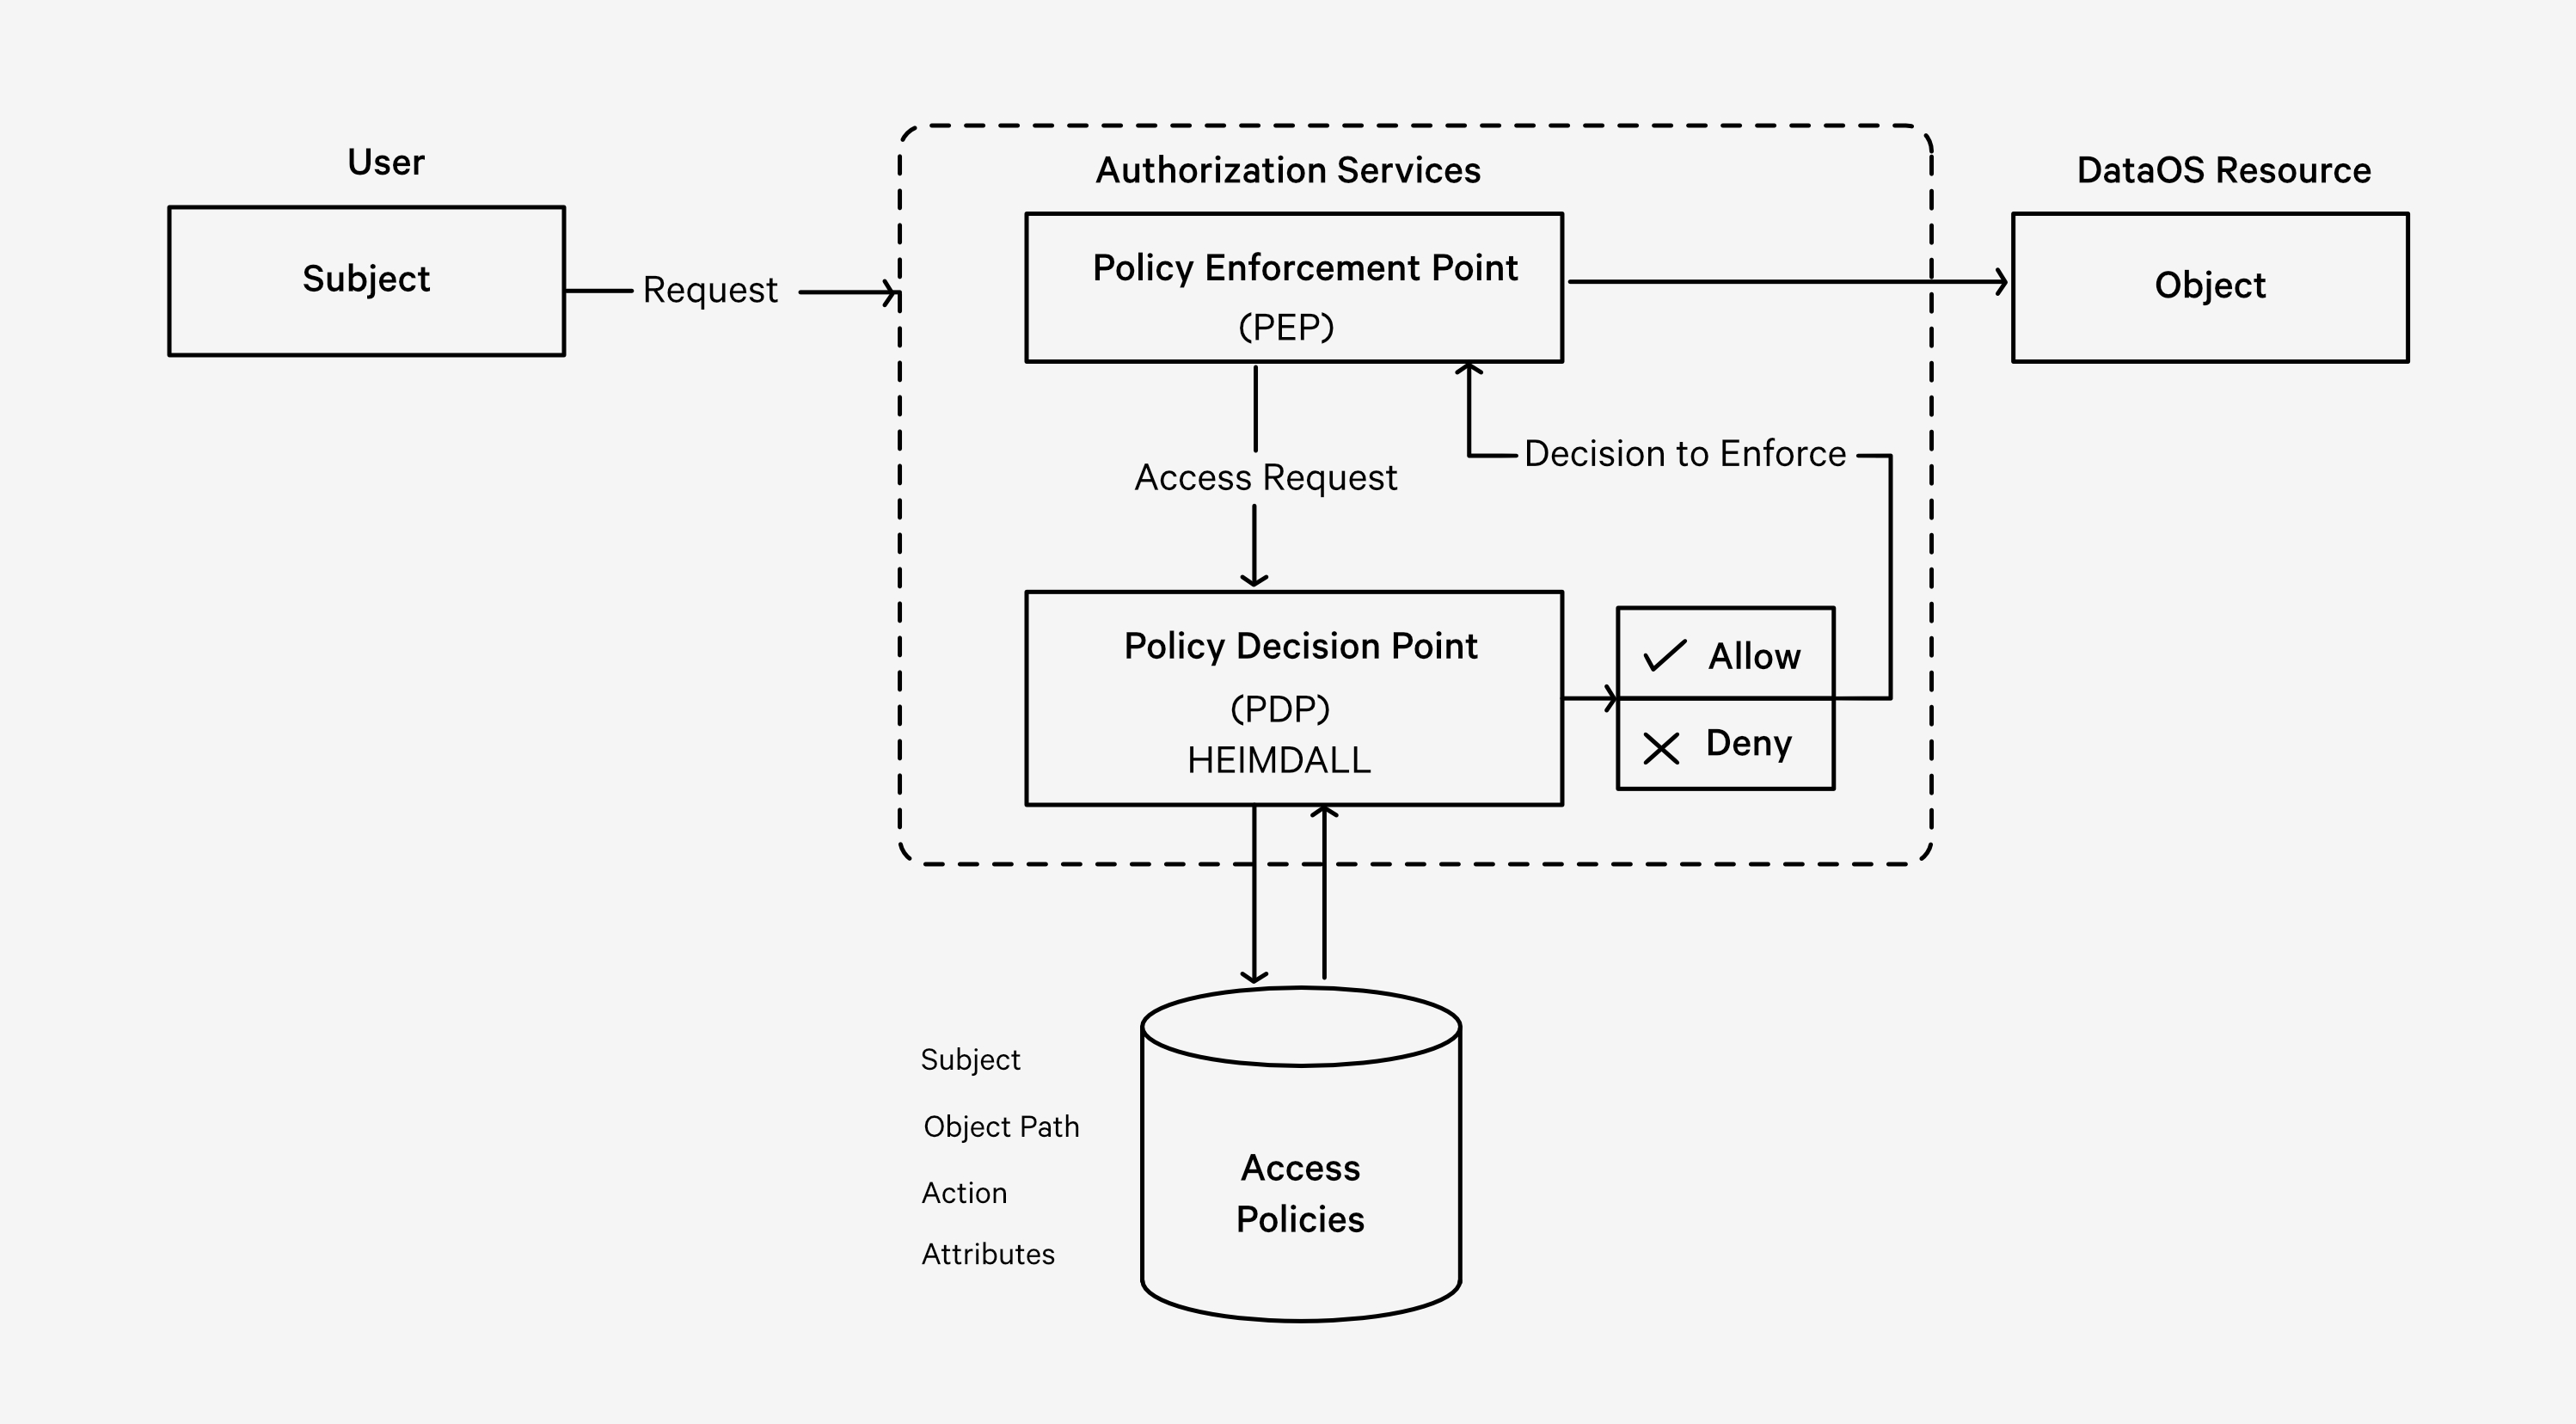 User
Subject
Request
Authorization Services
Policy Enforcement Point
(PEP)
DataOS Resource
Object
Access Request
Decision to Enforce
Policy Decision Point
(PDP)
HEIMDALL
Allow
Deny
Subject
Object Path
Action
Attributes
Access
Policies